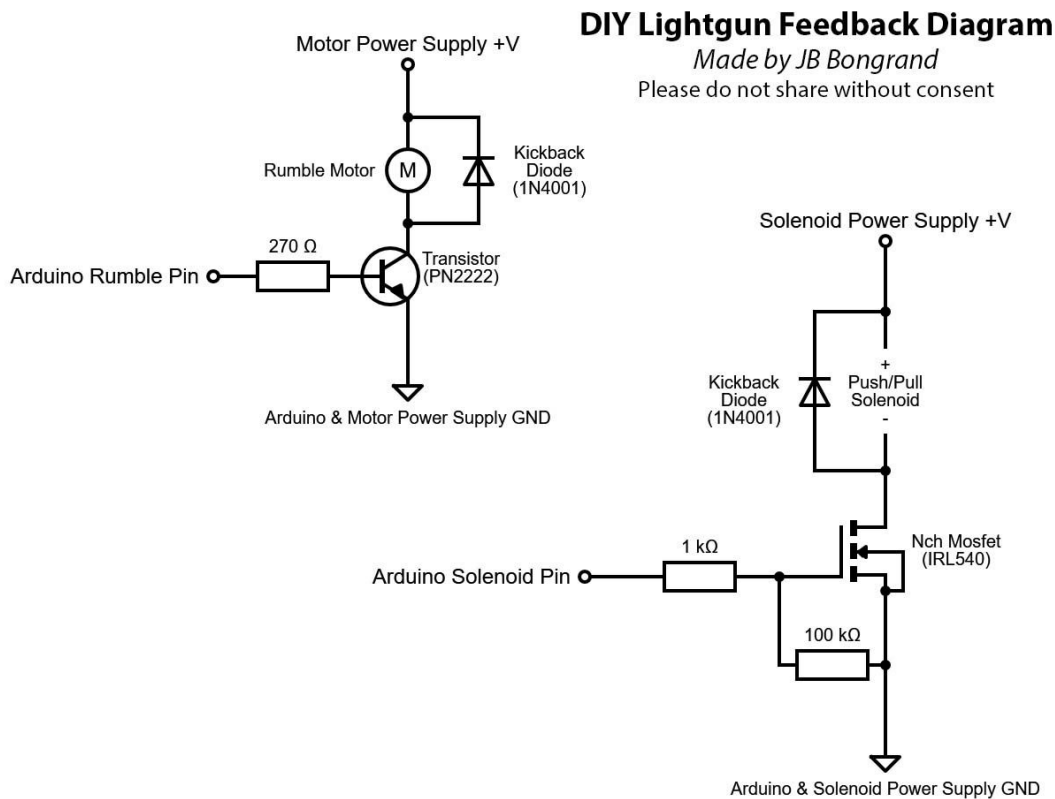 DIY Lightgun Feedback Diagram
Made by JB Bongrand
Please do not share without consent
Motor Power Supply +V
Rumble Motor
M
Kickback
Diode
(1N4001)
270 Ω
Arduino Rumble Pin
Transistor
(PN2222)
Arduino & Motor Power Supply GND
Solenoid Power Supply +V
Kickback
Diode
(1N4001)
+
Push/Pull
Solenoid
-
1 kΩ
Arduino Solenoid Pin
Nch Mosfet
(IRL540)
100 kΩ
Arduino & Solenoid Power Supply GND